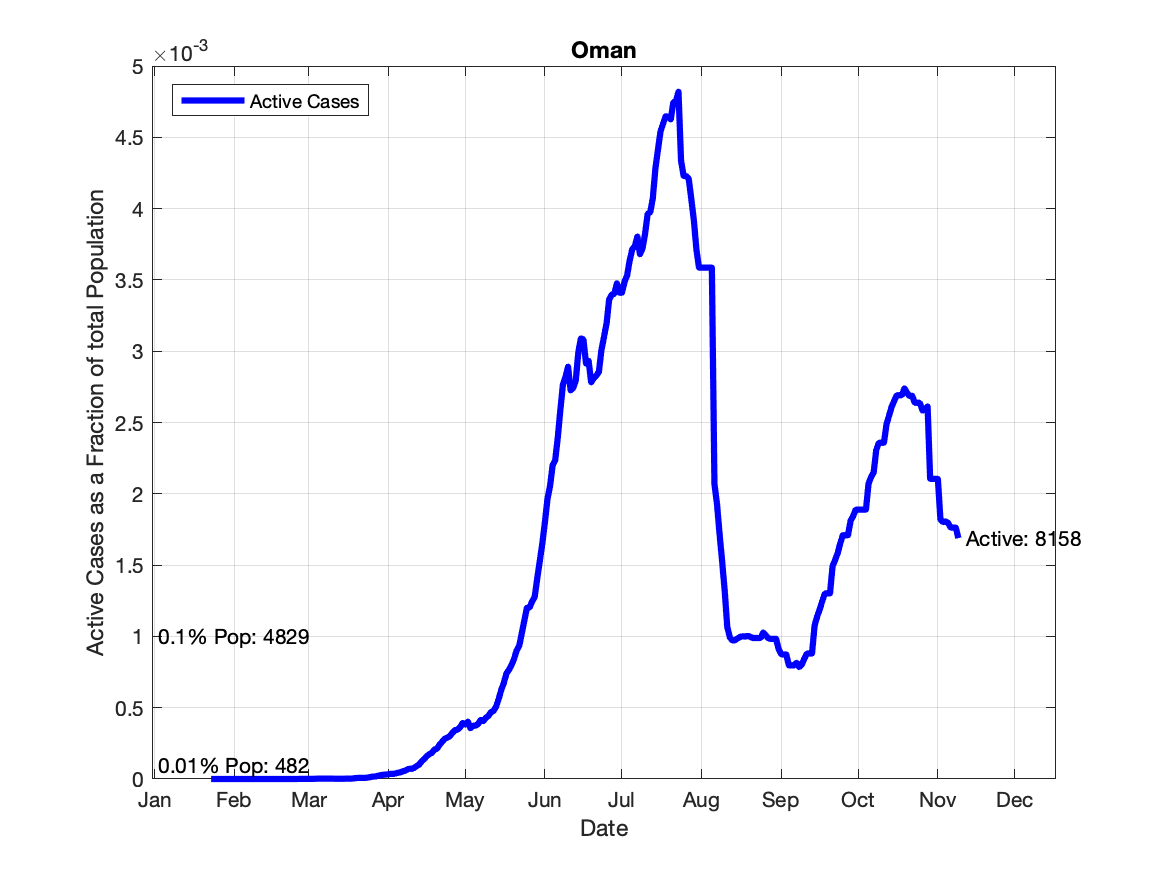 Oman
×10-3
Active Cases
5
4.5
4
3.5
3
2.5
2
1.5
1
0.5
0
Active Cases as a Fraction of total Population
0.1% Pop: 4829
0.01% Pop: 482
Active: 8158
Jan Feb Mar Apr May Jun Jul Aug Sep Oct Nov Dec
Date